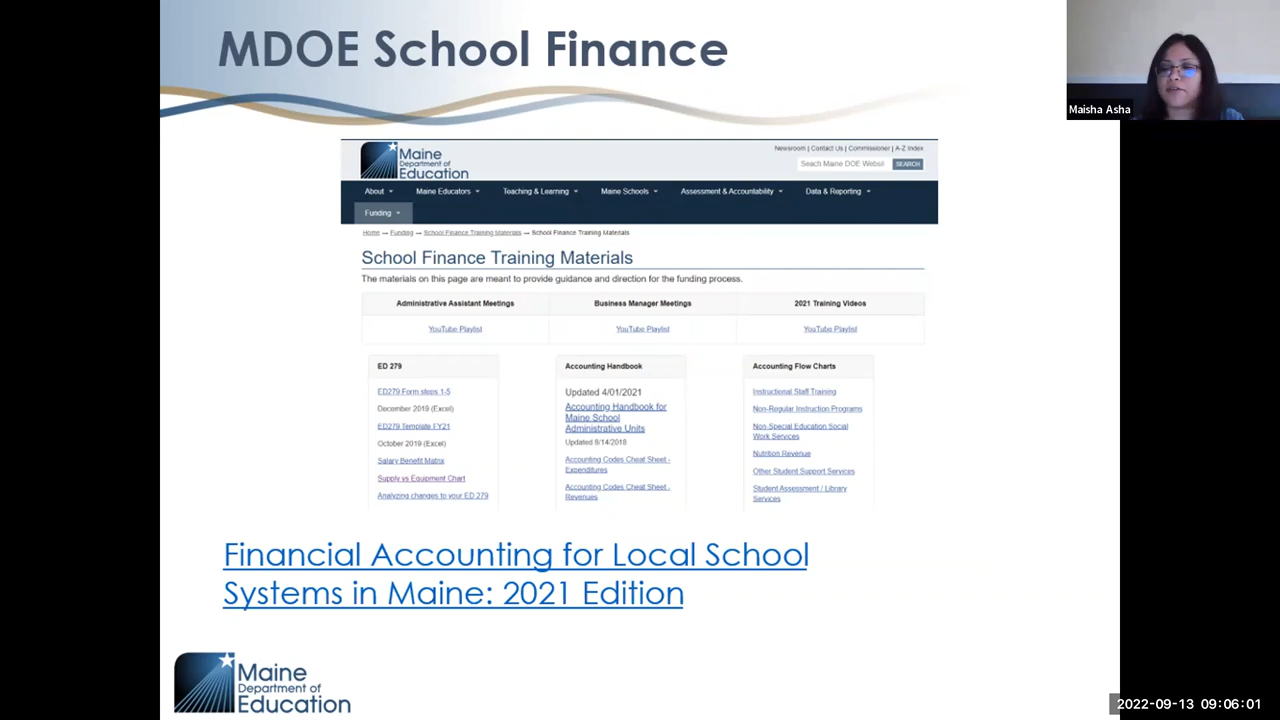 MDOE School Finance
Maisha Asha
Maine
Department of
Education
Newsroom | Contact Us | Commissioner | A-Z Index
Seach Maine DOE Websit
SEARCH
About
Maine Educators
Teaching & Learning
Maine Schools
Assessment & Accountability
Data & Reporting
Funding
Home → Funding → School Finance Training Materials → School Finance Training Materials
School Finance Training Materials
The materials on this page are meant to provide guidance and direction for the funding process.
Administrative Assistant Meetings
Business Manager Meetings
2021 Training Videos
YouTube Playlist
YouTube Playlist
YouTube Playlist
ED 279
ED279 Form steps 1-5
December 2019 (Excel)
ED279 Template FY21
October 2019 (Excel)
Salary Benefit Matrix
Supply vs Equipment Chart
Analyzing changes to your ED 279
Accounting Handbook
Updated 4/01/2021
Accounting Handbook for
Maine School
Administrative Units
Updated 8/14/2018
Accounting Codes Cheat Sheet -
Expenditures
Accounting Codes Cheat Sheet -
Revenues
Accounting Flow Charts
Instructional Staff Training
Non-Regular Instruction Programs
Non-Special Education Social
Work Services
Nutrition Revenue
Other Student Support Services
Student Assessment / Library
Services
Financial Accounting for Local School
Systems in Maine: 2021 Edition
Maine
Department of
Education
2022-09-13 09:06:01